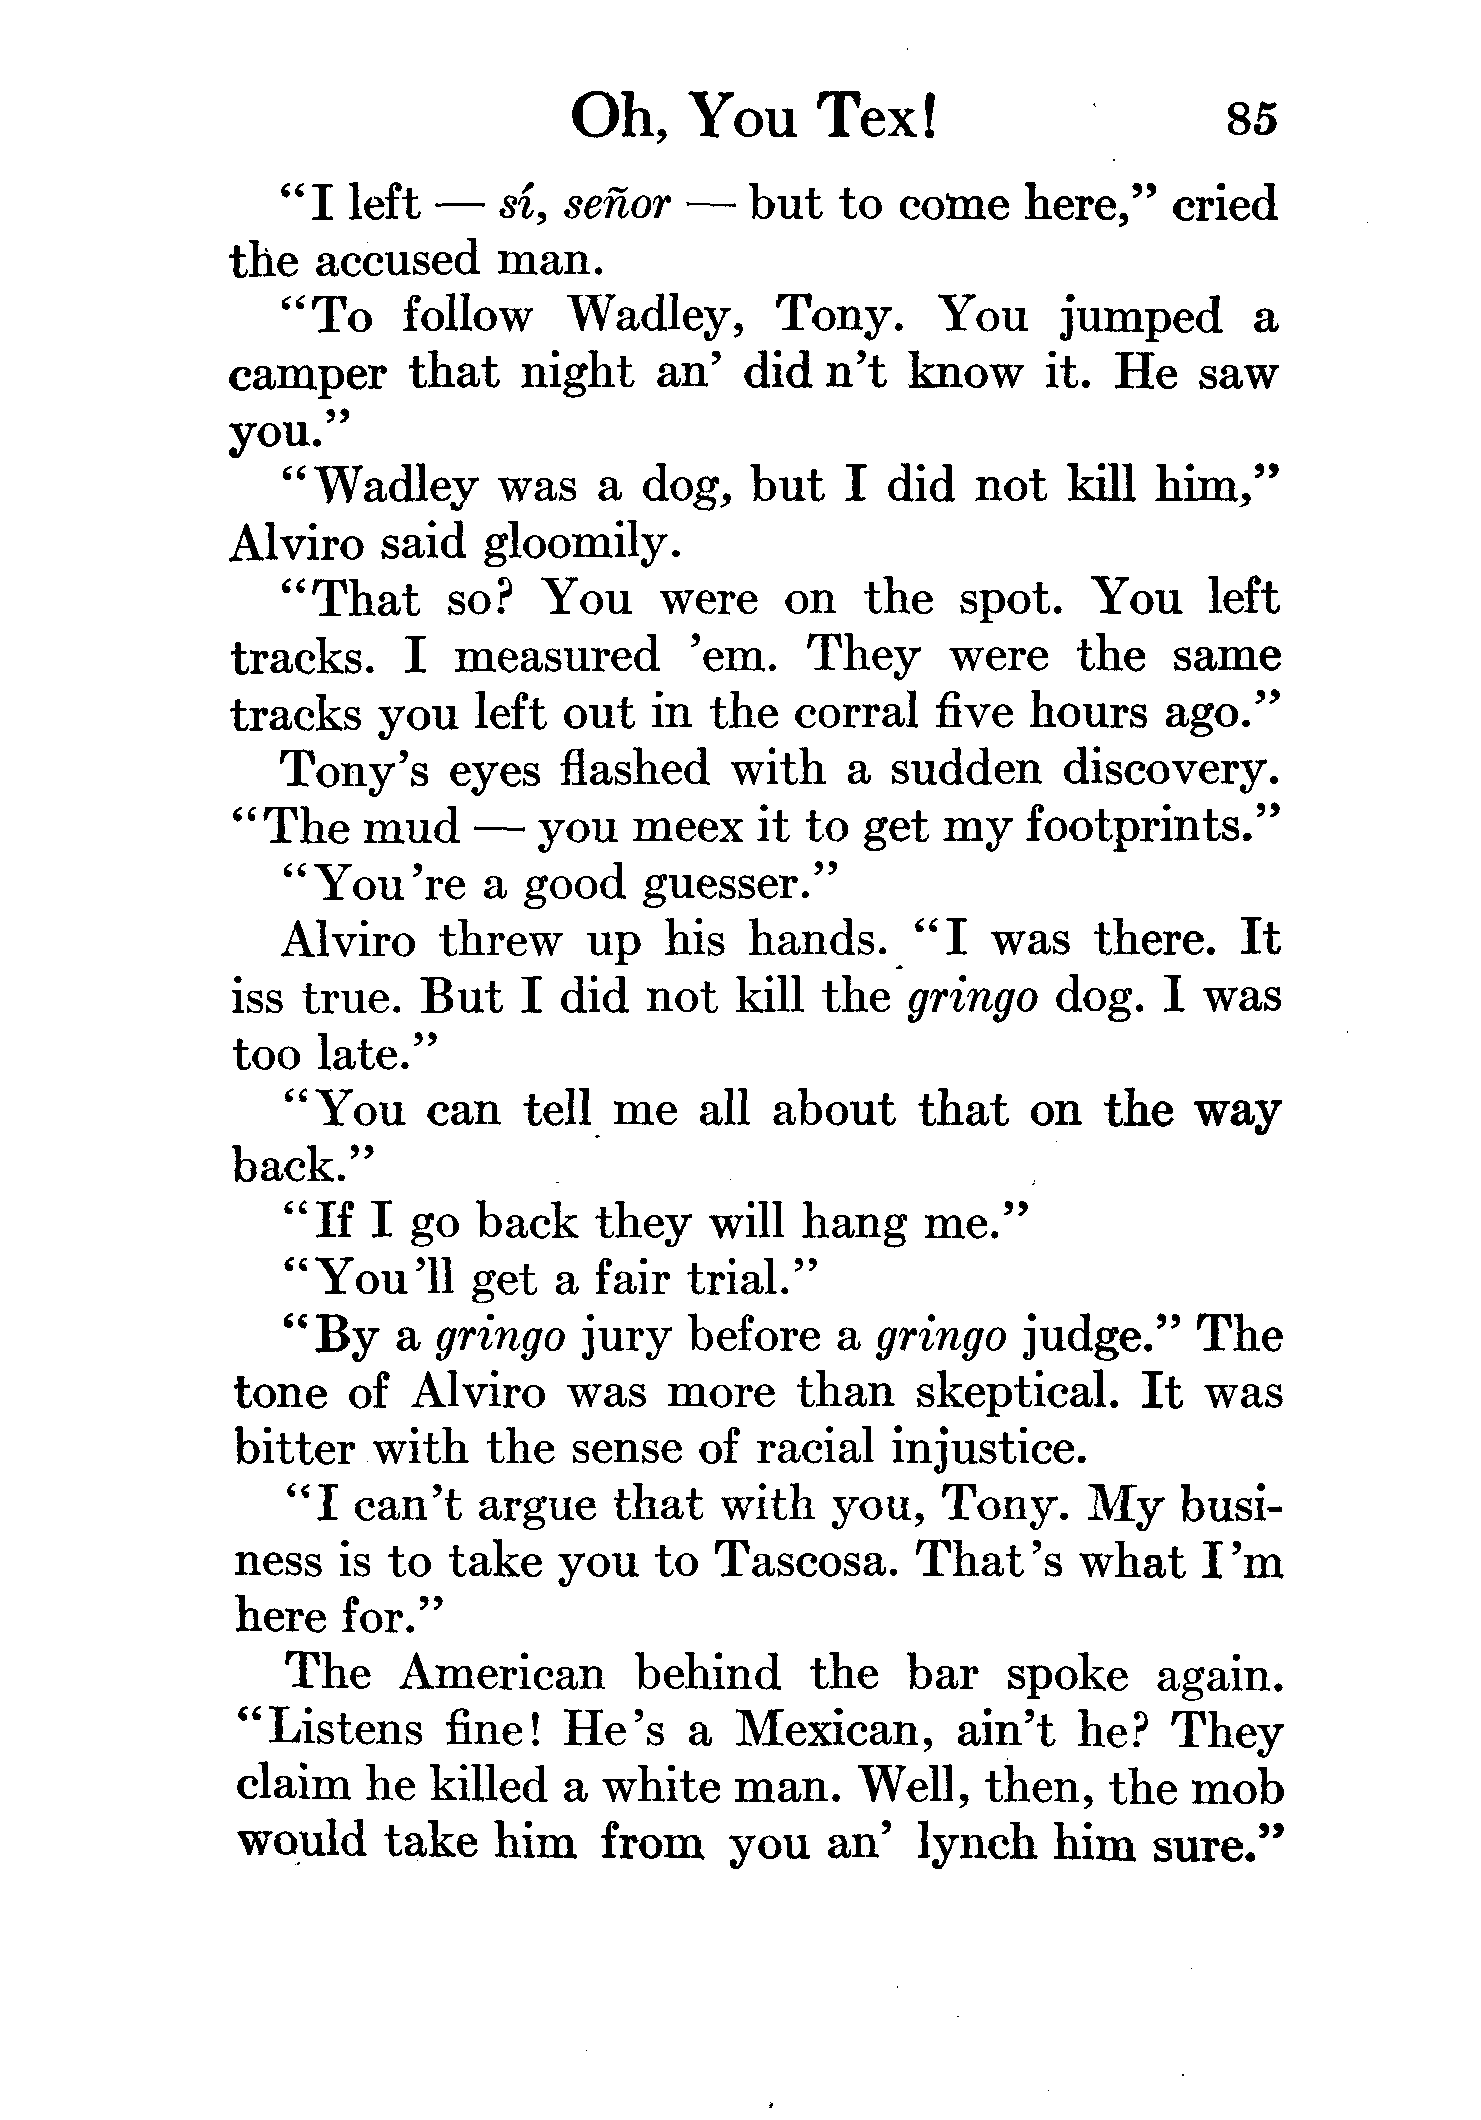 Oh, You Tex! 85
“I left — sí, señor — but to come here,” cried
the accused man.
“To follow Wadley, Tony. You jumped a
camper that night an’ did n’t know it. He saw
you.”
“Wadley was a dog, but I did not kill him,”
Alviro said gloomily.
“That so? You were on the spot. You left
tracks. I measured ’em. They were the same
tracks you left out in the corral five hours ago.”
Tony’s eyes flashed with a sudden discovery.
“The mud — you meex it to get my footprints.”
“You ’re a good guesser.”
Alviro threw up his hands. “I was there. It
iss true. But I did not kill the gringo dog. I was
too late.”
“You can tell me all about that on the way
back.”
“If I go back they will hang me.”
“You ’ll get a fair trial.”
“By a gringo jury before a gringo judge.” The
tone of Alviro was more than skeptical. It was
bitter with the sense of racial injustice.
“I can’t argue that with you, Tony. My busi-
ness is to take you to Tascosa. That ’s what I ’m
here for.”
The American behind the bar spoke again.
“Listens fine! He ’s a Mexican, ain’t he? They
claim he killed a white man. Well, then, the mob
would take him from you an’ lynch him sure.”